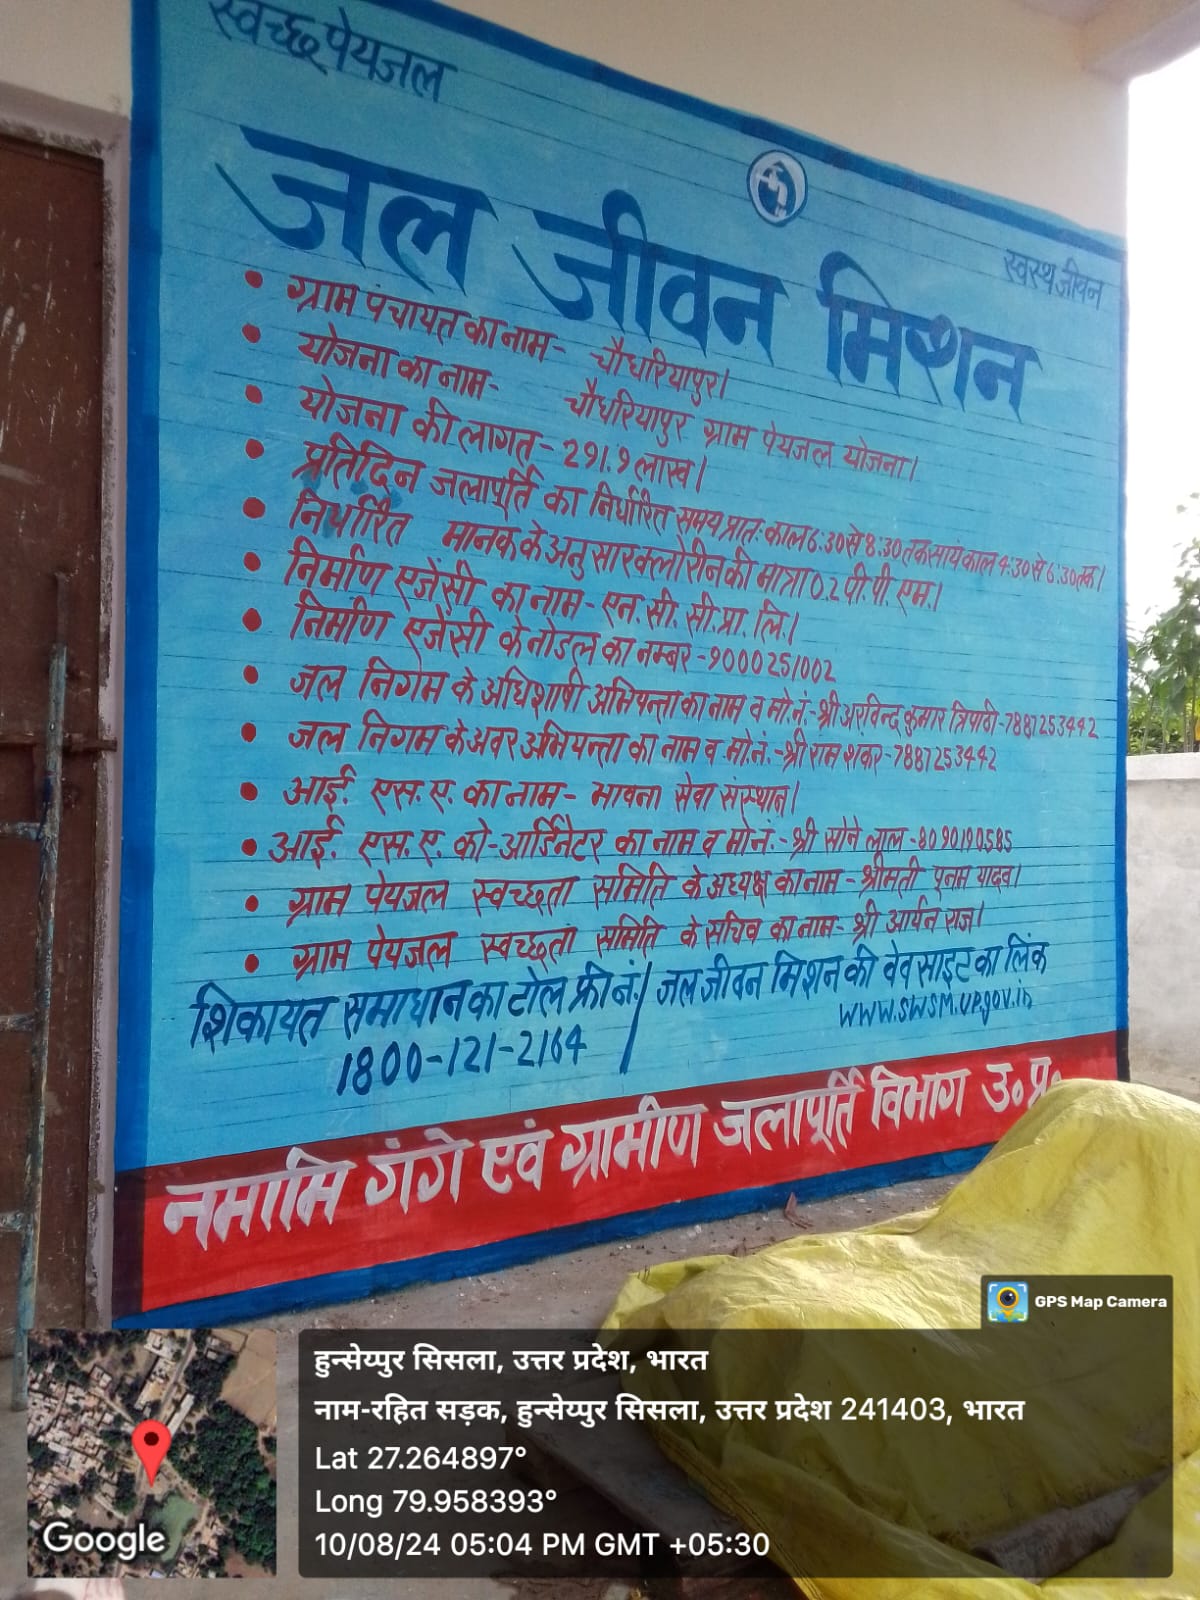 स्वच्छ पेयजल
जल जीवन मिशन
स्वस्थ जीवन
• ग्राम पंचायत का नाम- चौधरियापुर।
• योजना का नाम- चौधरियापुर ग्राम पेयजल योजना।
• योजना की लागत- 291.9 लाख।
• प्रतिदिन जलापूर्ति का निर्धारित समय प्रातः काल 6:30 से 8:30 तक सायं काल 4:30 से 6:30 तक।
• निर्धारित मानक के अनुसार क्लोरीन की मात्रा 0.2 पी. पी. एम.।
• निर्माण एजेंसी का नाम- एन. सी. सी. प्रा. लि.।
• निर्माण एजेंसी के नोडल का नम्बर -9000251002
• जल निगम के अधिशाषी अभियन्ता का नाम व मो.नं.- श्री अरविन्द कुमार त्रिपाठी-7887253442
• जल निगम के अवर अभियन्ता का नाम व मो.नं.- श्री राम शंकर-7887253442
• आई. एस. ए. का नाम- भावना सेवा संस्थान।
• आई. एस. ए. को-आर्डिनेटर का नाम व मो.नं.- श्री सोने लाल -8090190585
• ग्राम पेयजल स्वच्छता समिति के अध्यक्ष का नाम- श्रीमती पूनम यादव।
• ग्राम पेयजल स्वच्छता समिति के सचिव का नाम- श्री आर्यन राज।
शिकायत समाधान का टोल फ्री नं. / जल जीवन मिशन की वेबसाइट का लिंक
1800-121-2164 www.swsm.up.gov.in
नमामि गंगे एवं ग्रामीण जलापूर्ति विभाग उ॰ प्र॰
GPS Map Camera
हुन्सेय्पुर सिसला, उत्तर प्रदेश, भारत
नाम-रहित सड़क, हुन्सेय्पुर सिसला, उत्तर प्रदेश 241403, भारत
Lat 27.264897°
Long 79.958393°
10/08/24 05:04 PM GMT +05:30
Google